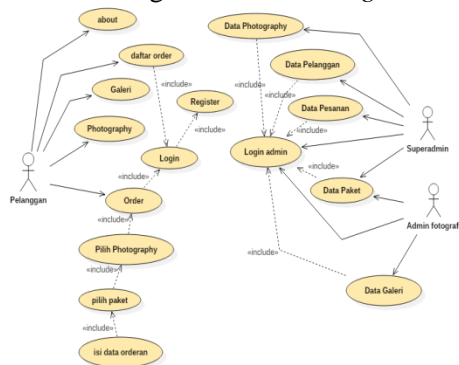 about
daftar order
«include»
Galeri
Register
Photography
«include»
Login
Pelanggan
«include»
Order
«include»
Pilih Photography
«include»
pilih paket
«include»
isi data orderan
Data Photography
«include»
Data Pelanggan
«include»
Data Pesanan
«include»
Login admin
Superadmin
«include»
Data Paket
Admin fotograf
«include»
Data Galeri